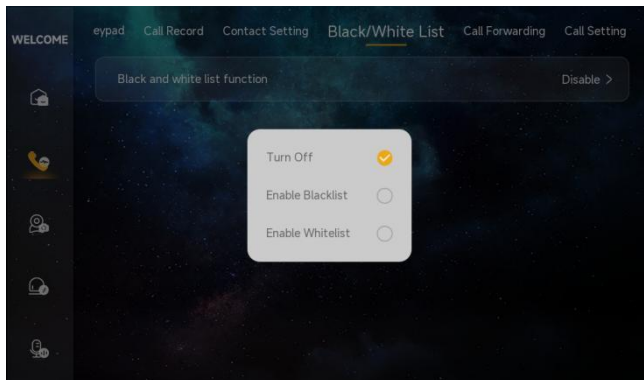 WELCOME
eypad Call Record Contact Setting Black/White List Call Forwarding Call Setting
Black and white list function Disable >
Turn Off
Enable Blacklist
Enable Whitelist